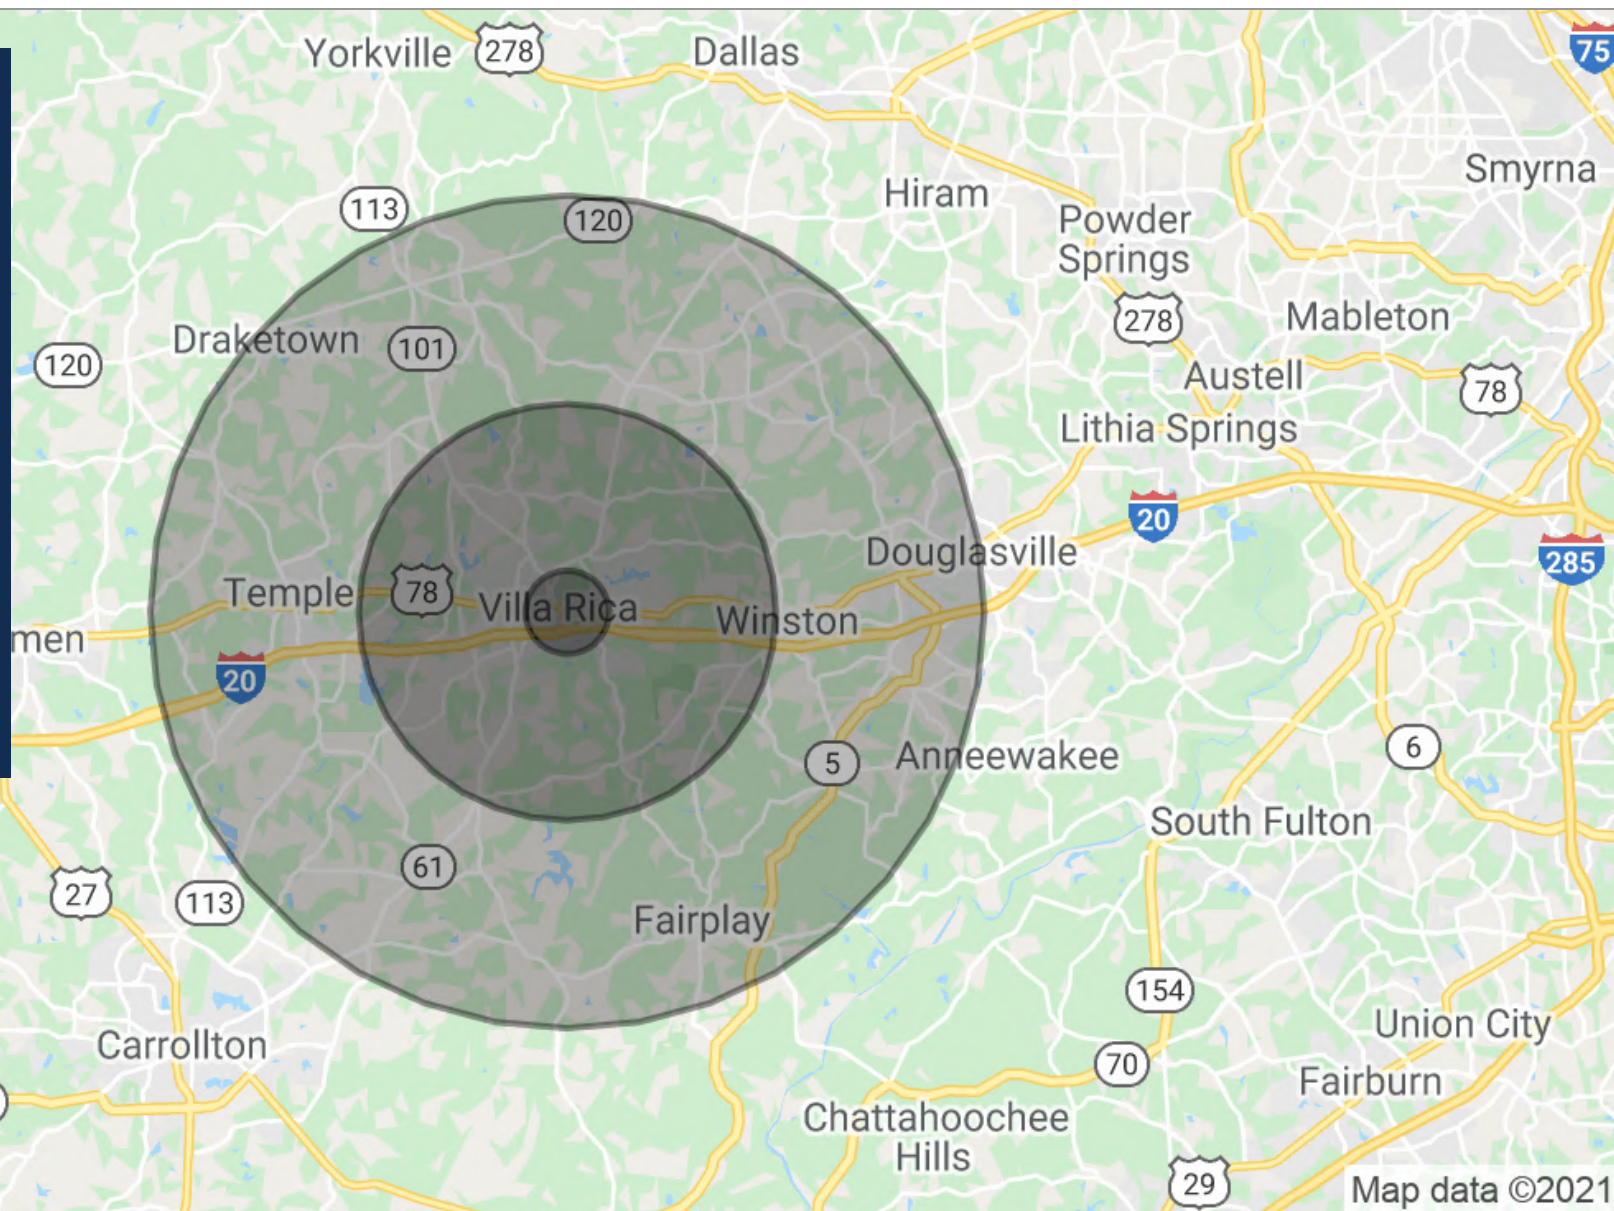 Yorkville
278
Dallas
75
Smyrna
113
120
Hiram
Powder
Springs
278
Mableton
Draketown
101
120
Austell
78
Lithia Springs
20
Douglasville
285
Temple
78
Villa Rica
Winston
men
20
5
Anneewakee
6
South Fulton
61
27
113
Fairplay
154
Union City
Carrollton
70
Fairburn
Chattahoochee
Hills
29
Map data ©2021